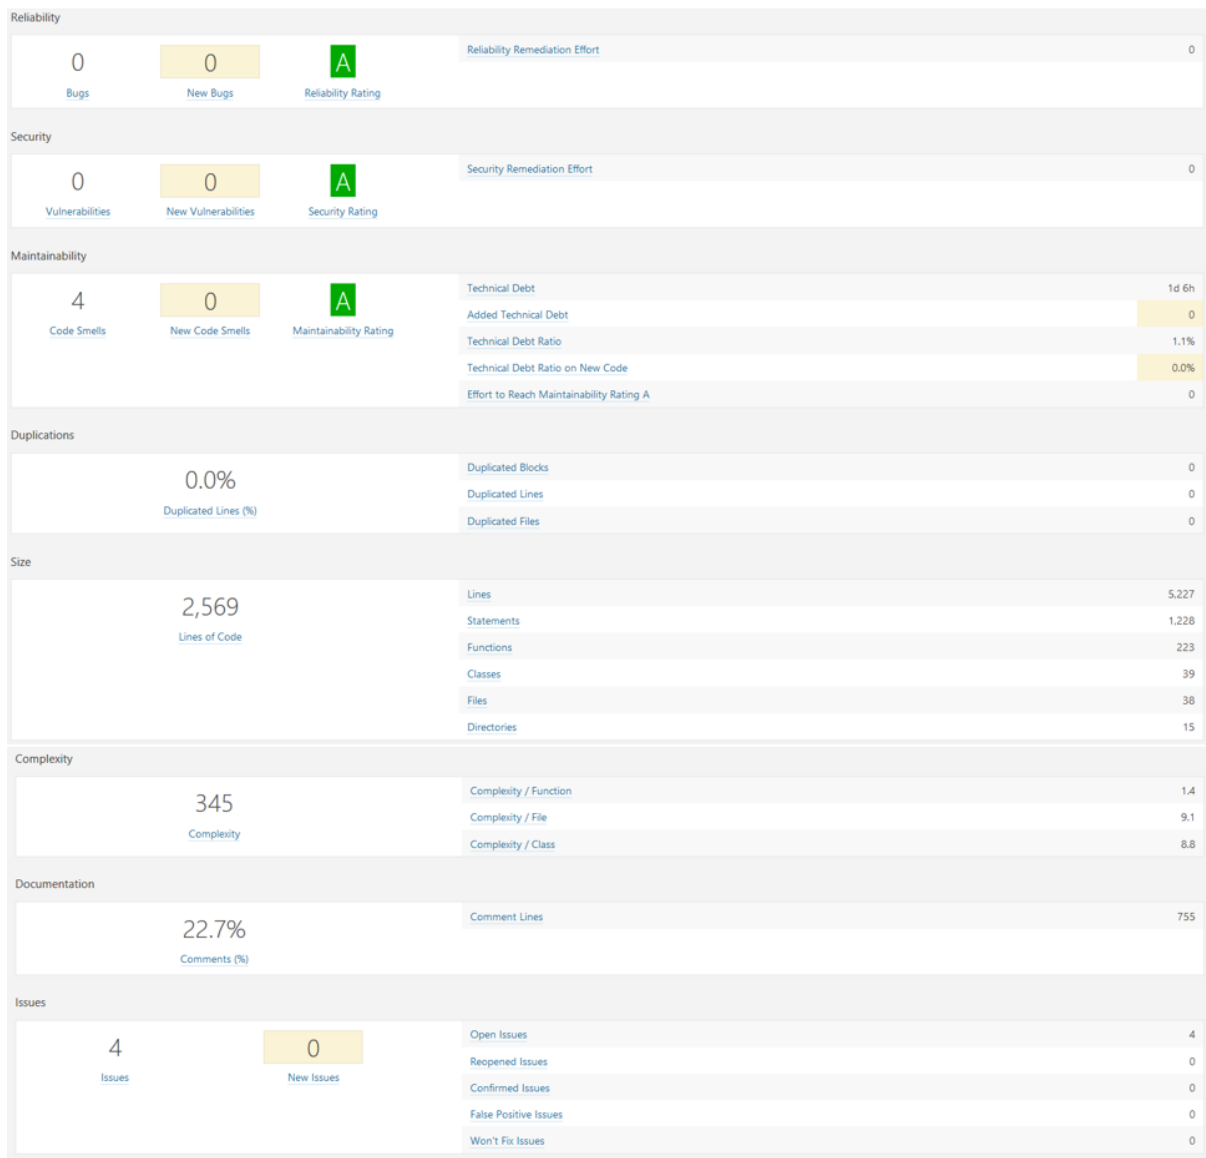 Reliability
0 0 A Reliability Remediation Effort 0
Bugs New Bugs Reliability Rating
Security
0 0 A Security Remediation Effort 0
Vulnerabilities New Vulnerabilities Security Rating
Maintainability
4 0 A
Code Smells New Code Smells Maintainability Rating
Technical Debt 1d 6h
Added Technical Debt 0
Technical Debt Ratio 1.1%
Technical Debt Ratio on New Code 0.0%
Effort to Reach Maintainability Rating A 0
Duplications
0.0%
Duplicated Lines (%)
Duplicated Blocks 0
Duplicated Lines 0
Duplicated Files 0
Size
2,569
Lines of Code
Lines 5,227
Statements 1,228
Functions 223
Classes 39
Files 38
Directories 15
Complexity
345
Complexity
Complexity / Function 1.4
Complexity / File 9.1
Complexity / Class 8.8
Documentation
22.7%
Comments (%)
Comment Lines 755
Issues
4 0
Issues New Issues
Open Issues 4
Reopened Issues 0
Confirmed Issues 0
False Positive Issues 0
Won't Fix Issues 0